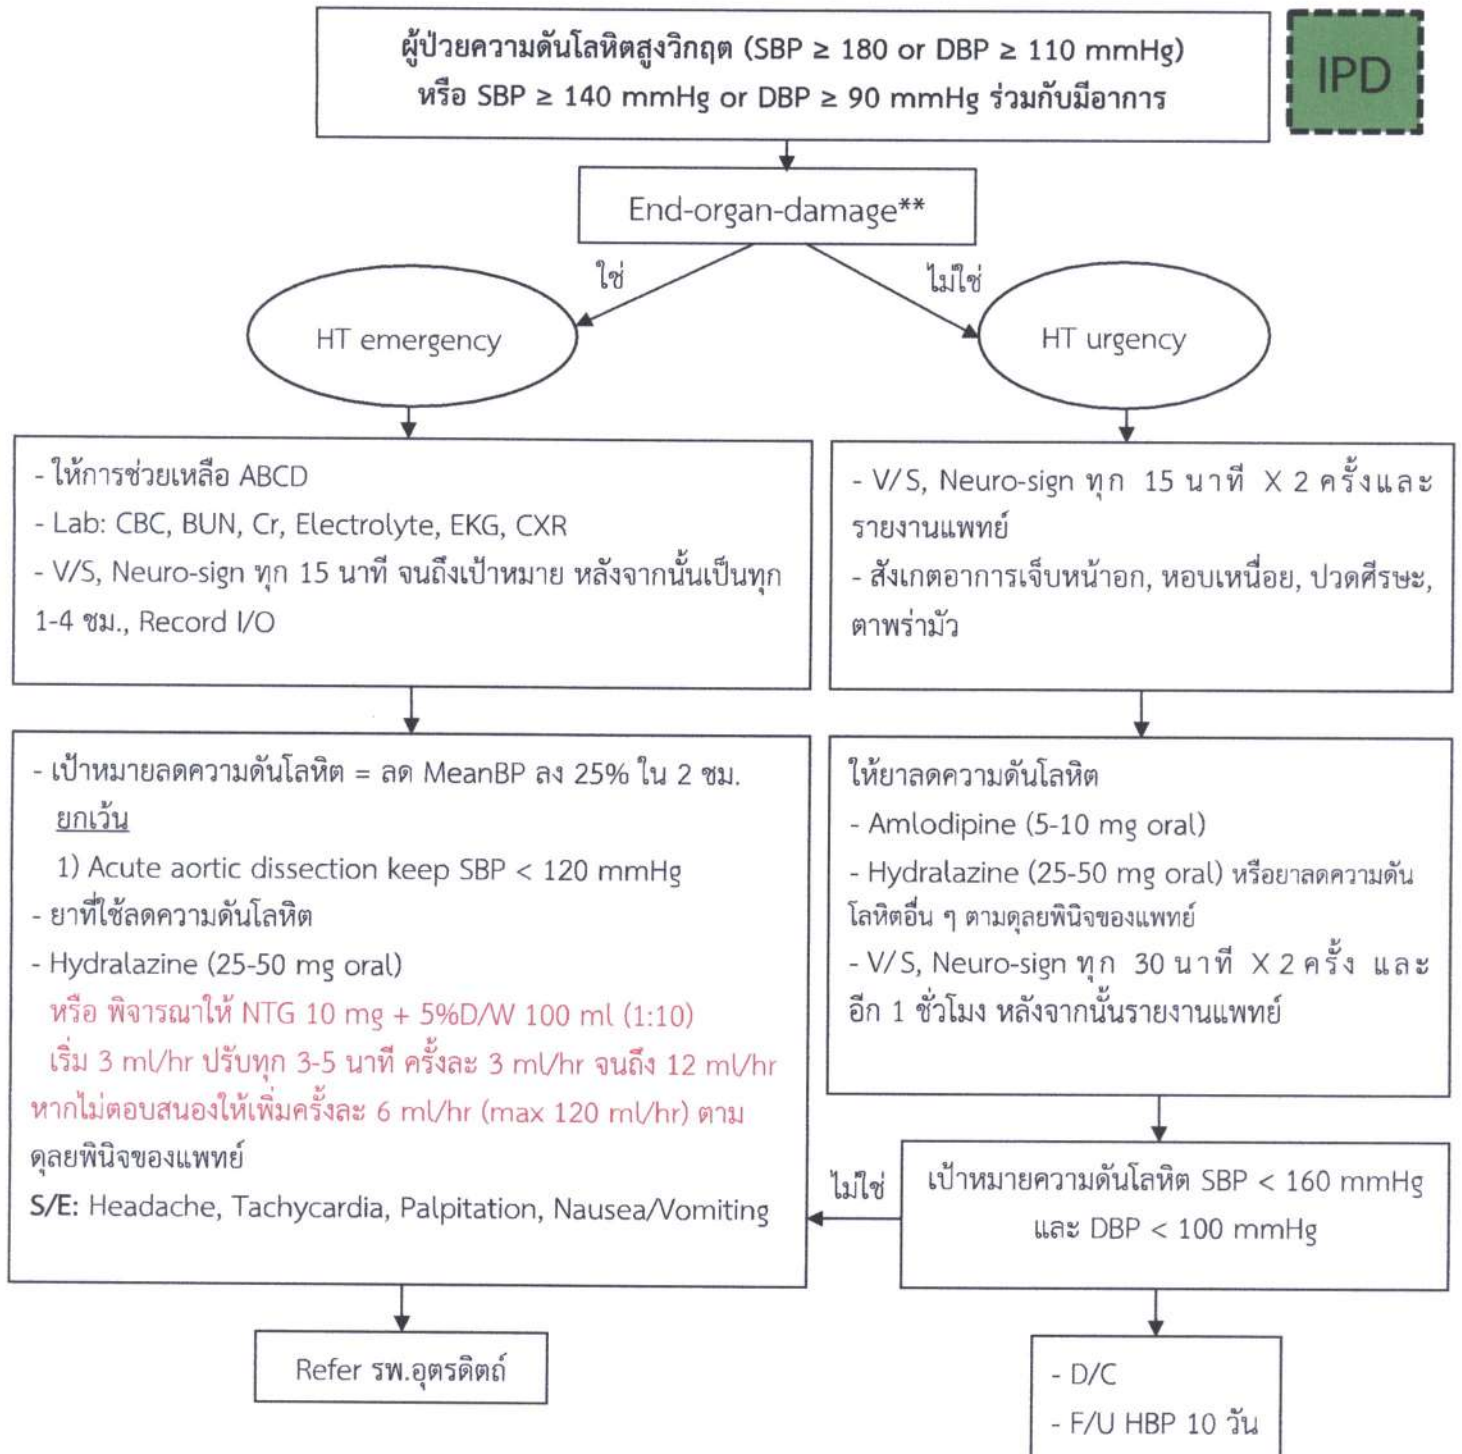 ผู้ป่วยความดันโลหิตสูงวิกฤต (SBP ≥ 180 or DBP ≥ 110 mmHg)
หรือ SBP ≥ 140 mmHg or DBP ≥ 90 mmHg ร่วมกับมีอาการ
IPD
End-organ-damage**
ใช่
ไม่ใช่
HT emergency
HT urgency
- ให้การช่วยเหลือ ABCD
- Lab: CBC, BUN, Cr, Electrolyte, EKG, CXR
- V/S, Neuro-sign ทุก 15 นาที จนถึงเป้าหมาย หลังจากนั้นเป็นทุก
1-4 ชม., Record I/O
- V/S, Neuro-sign ทุก 15 นาที X 2 ครั้งและ
รายงานแพทย์
- สังเกตอาการเจ็บหน้าอก, หอบเหนื่อย, ปวดศีรษะ,
ตาพร่ามัว
- เป้าหมายลดความดันโลหิต = ลด MeanBP ลง 25% ใน 2 ชม.
ยกเว้น
1) Acute aortic dissection keep SBP < 120 mmHg
- ยาที่ใช้ลดความดันโลหิต
- Hydralazine (25-50 mg oral)
หรือ พิจารณาให้ NTG 10 mg + 5%D/W 100 ml (1:10)
เริ่ม 3 ml/hr ปรับทุก 3-5 นาที ครั้งละ 3 ml/hr จนถึง 12 ml/hr
หากไม่ตอบสนองให้เพิ่มครั้งละ 6 ml/hr (max 120 ml/hr) ตาม
ดุลยพินิจของแพทย์
S/E: Headache, Tachycardia, Palpitation, Nausea/Vomiting
ให้ยาลดความดันโลหิต
- Amlodipine (5-10 mg oral)
- Hydralazine (25-50 mg oral) หรือยาลดความดัน
โลหิตอื่น ๆ ตามดุลยพินิจของแพทย์
- V/S, Neuro-sign ทุก 30 นาที X 2 ครั้ง และ
อีก 1 ชั่วโมง หลังจากนั้นรายงานแพทย์
ไม่ใช่
เป้าหมายความดันโลหิต SBP < 160 mmHg
และ DBP < 100 mmHg
Refer รพ.อุตรดิตถ์
- D/C
- F/U HBP 10 วัน